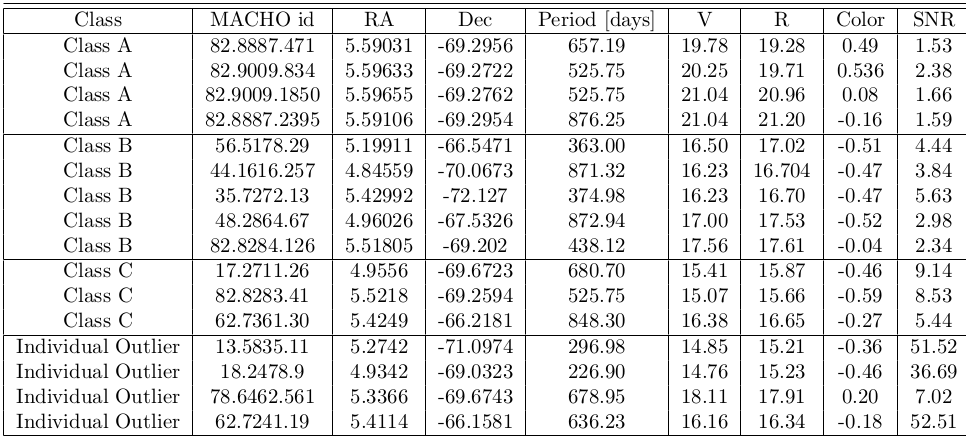 Class MACHO id RA Dec Period [days] V R Color SNR
Class A 82.8887.471 5.59031 -69.2956 657.19 19.78 19.28 0.49 1.53
Class A 82.9009.834 5.59633 -69.2722 525.75 20.25 19.71 0.536 2.38
Class A 82.9009.1850 5.59655 -69.2762 525.75 21.04 20.96 0.08 1.66
Class A 82.8887.2395 5.59106 -69.2954 876.25 21.04 21.20 -0.16 1.59
Class B 56.5178.29 5.19911 -66.5471 363.00 16.50 17.02 -0.51 4.44
Class B 44.1616.257 4.84559 -70.0673 871.32 16.23 16.704 -0.47 3.84
Class B 35.7272.13 5.42992 -72.127 374.98 16.23 16.70 -0.47 5.63
Class B 48.2864.67 4.96026 -67.5326 872.94 17.00 17.53 -0.52 2.98
Class B 82.8284.126 5.51805 -69.202 438.12 17.56 17.61 -0.04 2.34
Class C 17.2711.26 4.9556 -69.6723 680.70 15.41 15.87 -0.46 9.14
Class C 82.8283.41 5.5218 -69.2594 525.75 15.07 15.66 -0.59 8.53
Class C 62.7361.30 5.4249 -66.2181 848.30 16.38 16.65 -0.27 5.44
Individual Outlier 13.5835.11 5.2742 -71.0974 296.98 14.85 15.21 -0.36 51.52
Individual Outlier 18.2478.9 4.9342 -69.0323 226.90 14.76 15.23 -0.46 36.69
Individual Outlier 78.6462.561 5.3366 -69.6743 678.95 18.11 17.91 0.20 7.02
Individual Outlier 62.7241.19 5.4114 -66.1581 636.23 16.16 16.34 -0.18 52.51